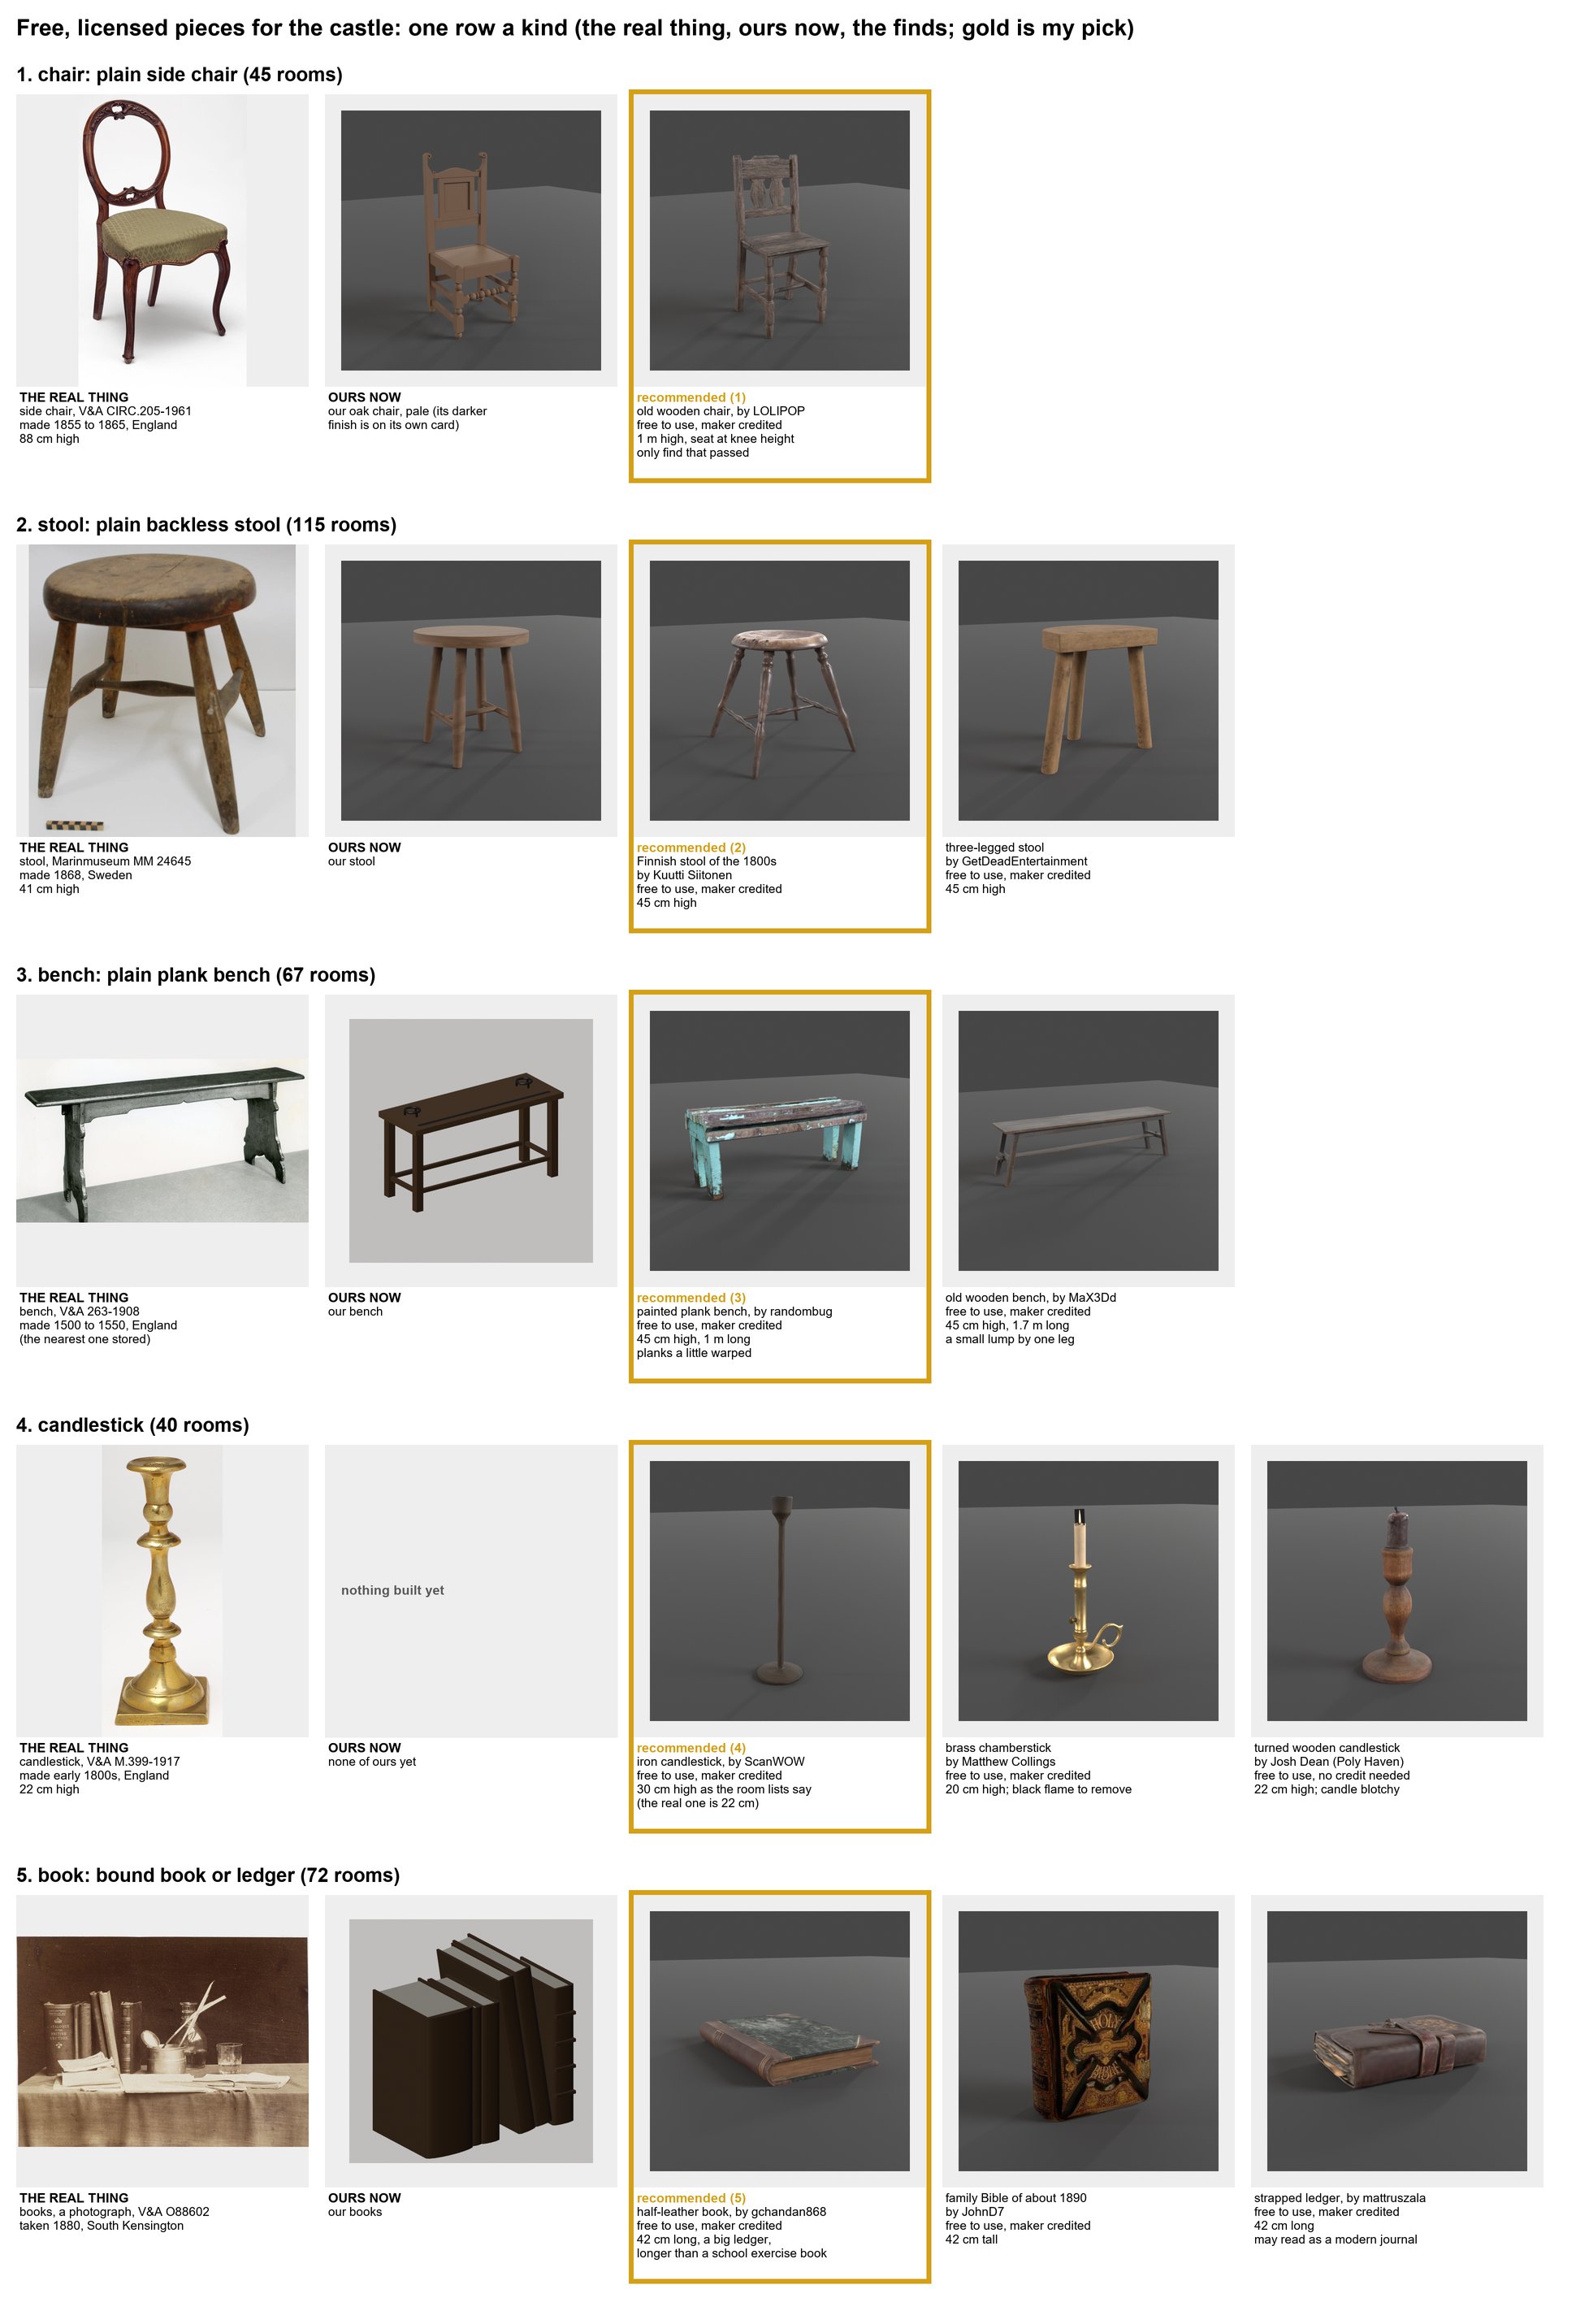 Free, licensed pieces for the castle: one row a kind (the real thing, ours now, the finds; gold is my pick)
1. chair: plain side chair (45 rooms)
THE REAL THING
side chair, V&A CIRC.205-1961
made 1855 to 1865, England
88 cm high
OURS NOW
our oak chair, pale (its darker
finish is on its own card)
recommended (1)
old wooden chair, by LOLIPOP
free to use, maker credited
1 m high, seat at knee height
only find that passed
2. stool: plain backless stool (115 rooms)
THE REAL THING
stool, Marinmuseum MM 24645
made 1868, Sweden
41 cm high
OURS NOW
our stool
recommended (2)
Finnish stool of the 1800s
by Kuutti Siitonen
free to use, maker credited
45 cm high
three-legged stool
by GetDeadEntertainment
free to use, maker credited
45 cm high
3. bench: plain plank bench (67 rooms)
THE REAL THING
bench, V&A 263-1908
made 1500 to 1550, England
(the nearest one stored)
OURS NOW
our bench
recommended (3)
painted plank bench, by randombug
free to use, maker credited
45 cm high, 1 m long
planks a little warped
old wooden bench, by MaX3Dd
free to use, maker credited
45 cm high, 1.7 m long
a small lump by one leg
4. candlestick (40 rooms)
nothing built yet
THE REAL THING
candlestick, V&A M.399-1917
made early 1800s, England
22 cm high
OURS NOW
none of ours yet
recommended (4)
iron candlestick, by ScanWOW
free to use, maker credited
30 cm high as the room lists say
(the real one is 22 cm)
brass chamberstick
by Matthew Collings
free to use, maker credited
20 cm high; black flame to remove
turned wooden candlestick
by Josh Dean (Poly Haven)
free to use, no credit needed
22 cm high; candle blotchy
5. book: bound book or ledger (72 rooms)
HOLY
BIBLE
THE REAL THING
books, a photograph, V&A O88602
taken 1880, South Kensington
OURS NOW
our books
recommended (5)
half-leather book, by gchandan868
free to use, maker credited
42 cm long, a big ledger,
longer than a school exercise book
family Bible of about 1890
by JohnD7
free to use, maker credited
42 cm tall
strapped ledger, by mattruszala
free to use, maker credited
42 cm long
may read as a modern journal